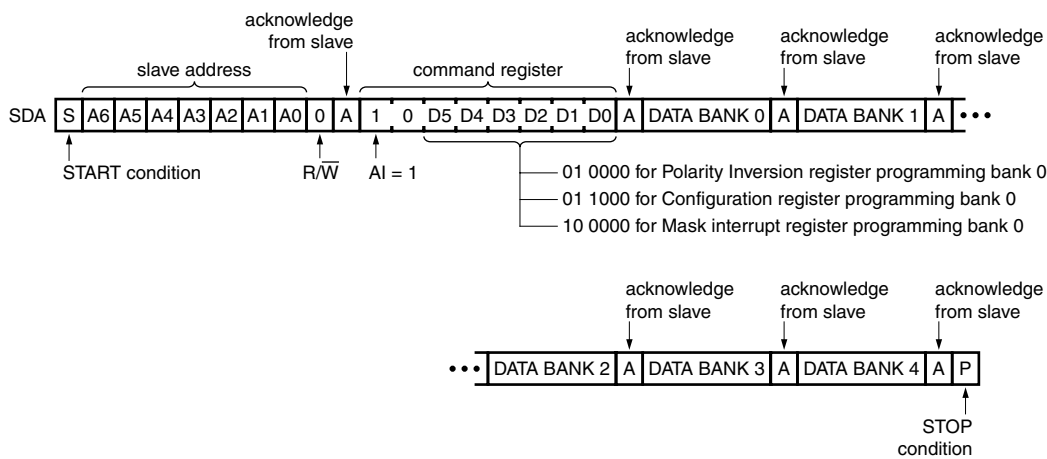 acknowledge
from slave
acknowledge
from slave
acknowledge
from slave
acknowledge
from slave
slave address
command register
SDA S A6 A5 A4 A3 A2 A1 A0 0 A 1 0 D5 D4 D3 D2 D1 D0 A DATA BANK 0 A DATA BANK 1 A •••
START condition
R/W̅
AI = 1
01 0000 for Polarity Inversion register programming bank 0
01 1000 for Configuration register programming bank 0
10 0000 for Mask interrupt register programming bank 0
acknowledge
from slave
acknowledge
from slave
acknowledge
from slave
••• DATA BANK 2 A DATA BANK 3 A DATA BANK 4 A P
STOP
condition